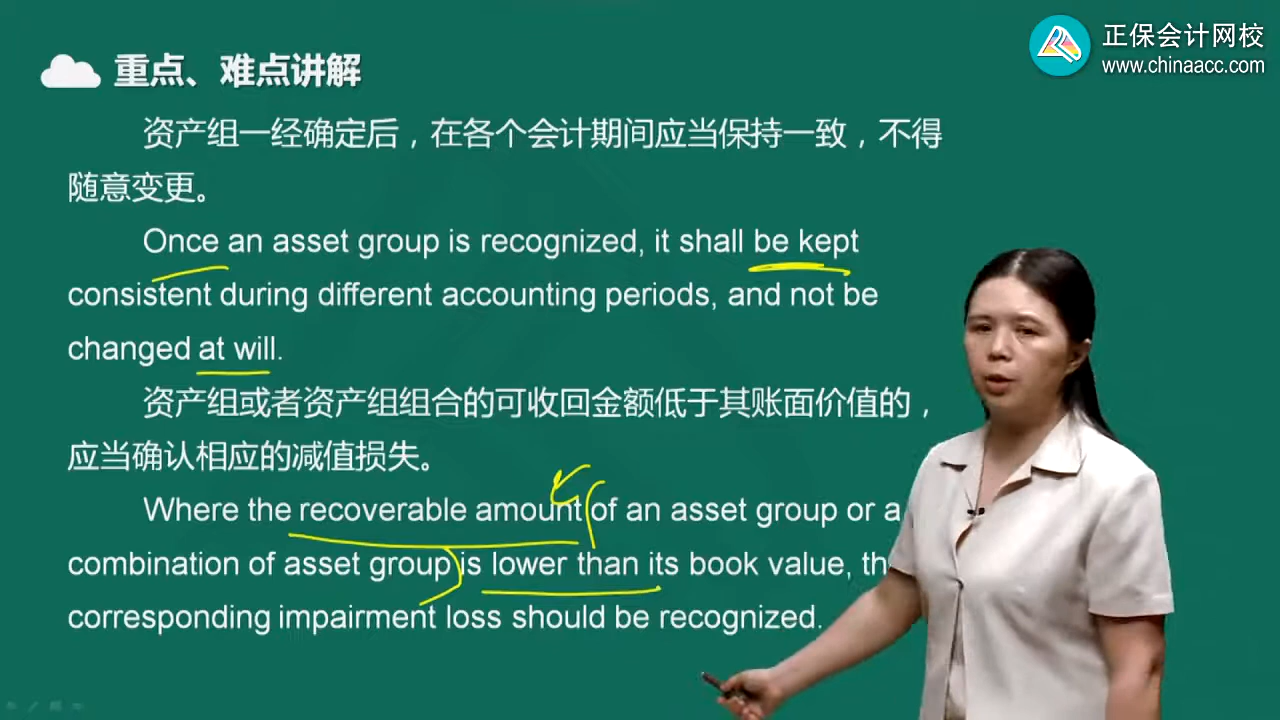 正保会计网校
www.chinaacc.com
重点、难点讲解
资产组一经确定后，在各个会计期间应当保持一致，不得
随意变更。
Once an asset group is recognized, it shall be kept
consistent during different accounting periods, and not be
changed at will.
资产组或者资产组组合的可收回金额低于其账面价值的，
应当确认相应的减值损失。
Where the recoverable amount of an asset group or a
combination of asset group is lower than its book value, th
corresponding impairment loss should be recognized.